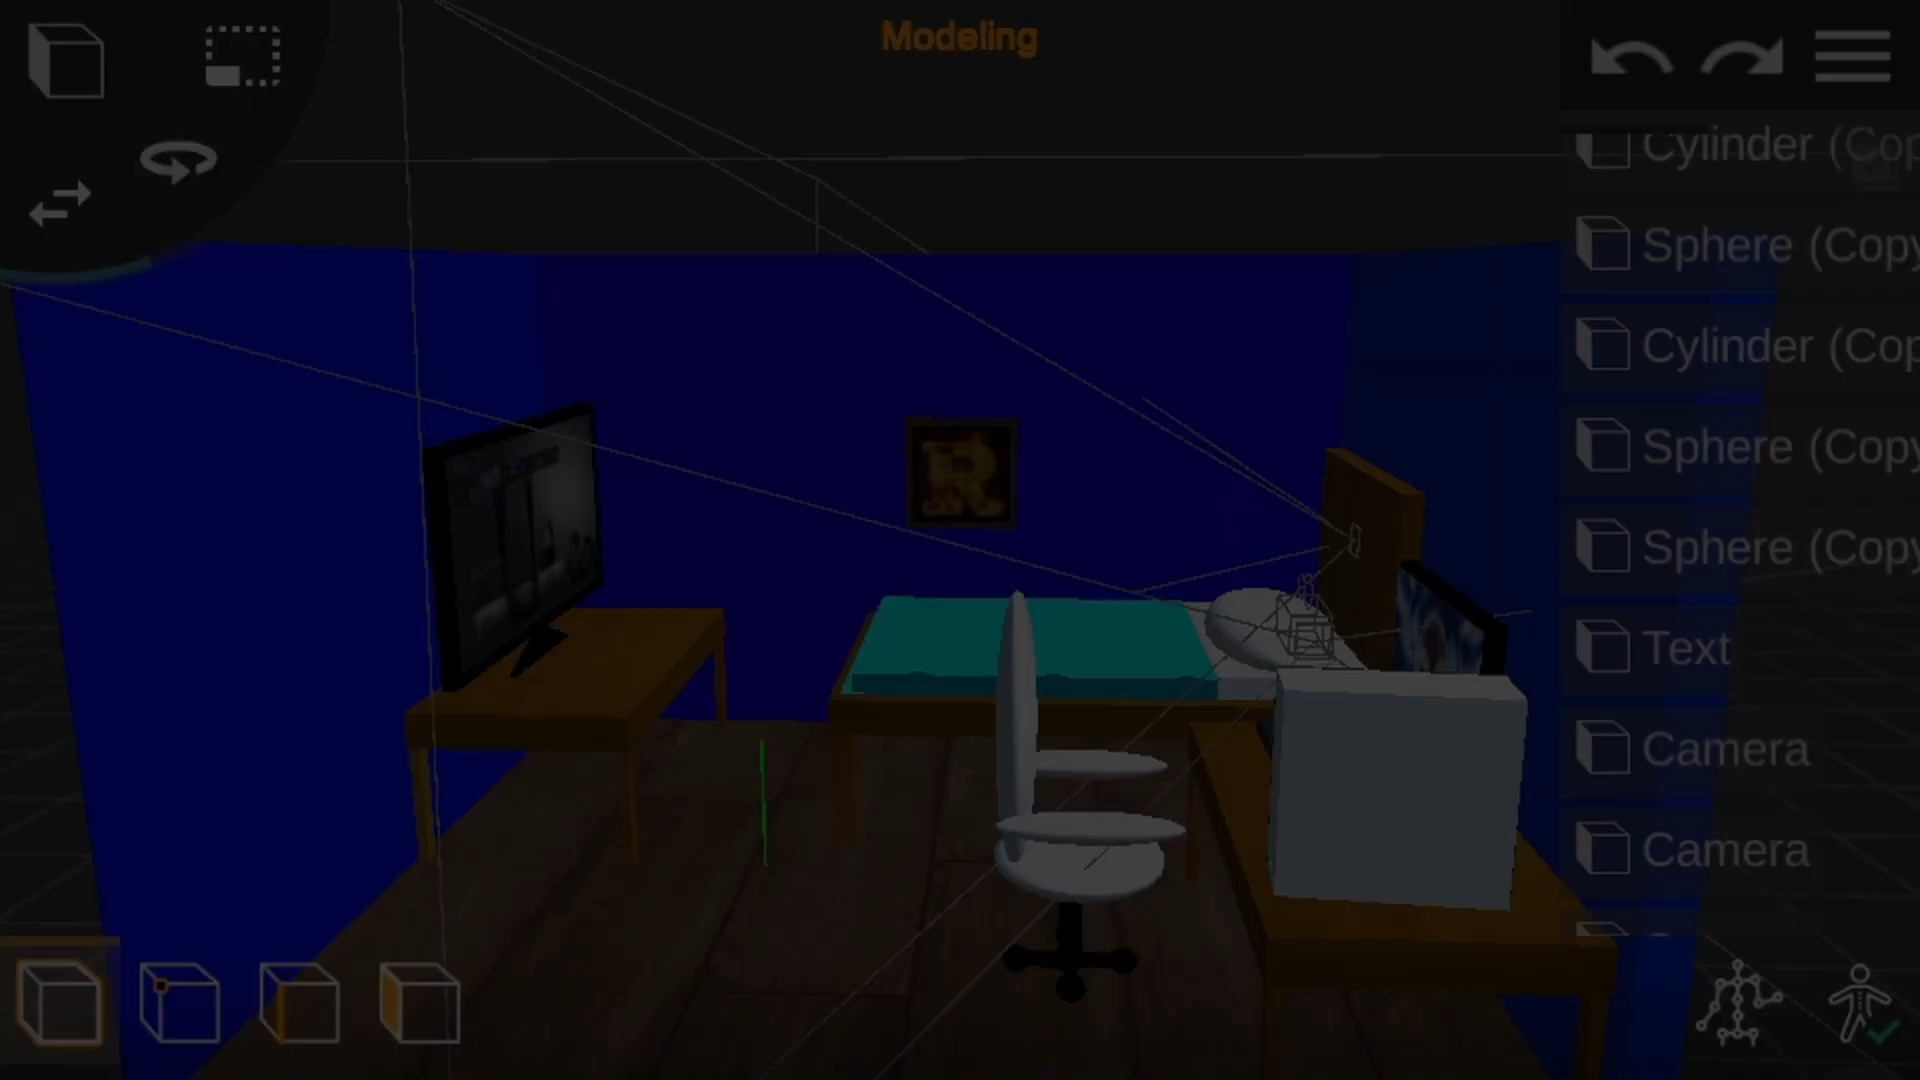 Modeling
Cylinder (Cop
Sphere (Copy
Cylinder (Cop
Sphere (Copy
Sphere (Copy
Text
Camera
Camera
R